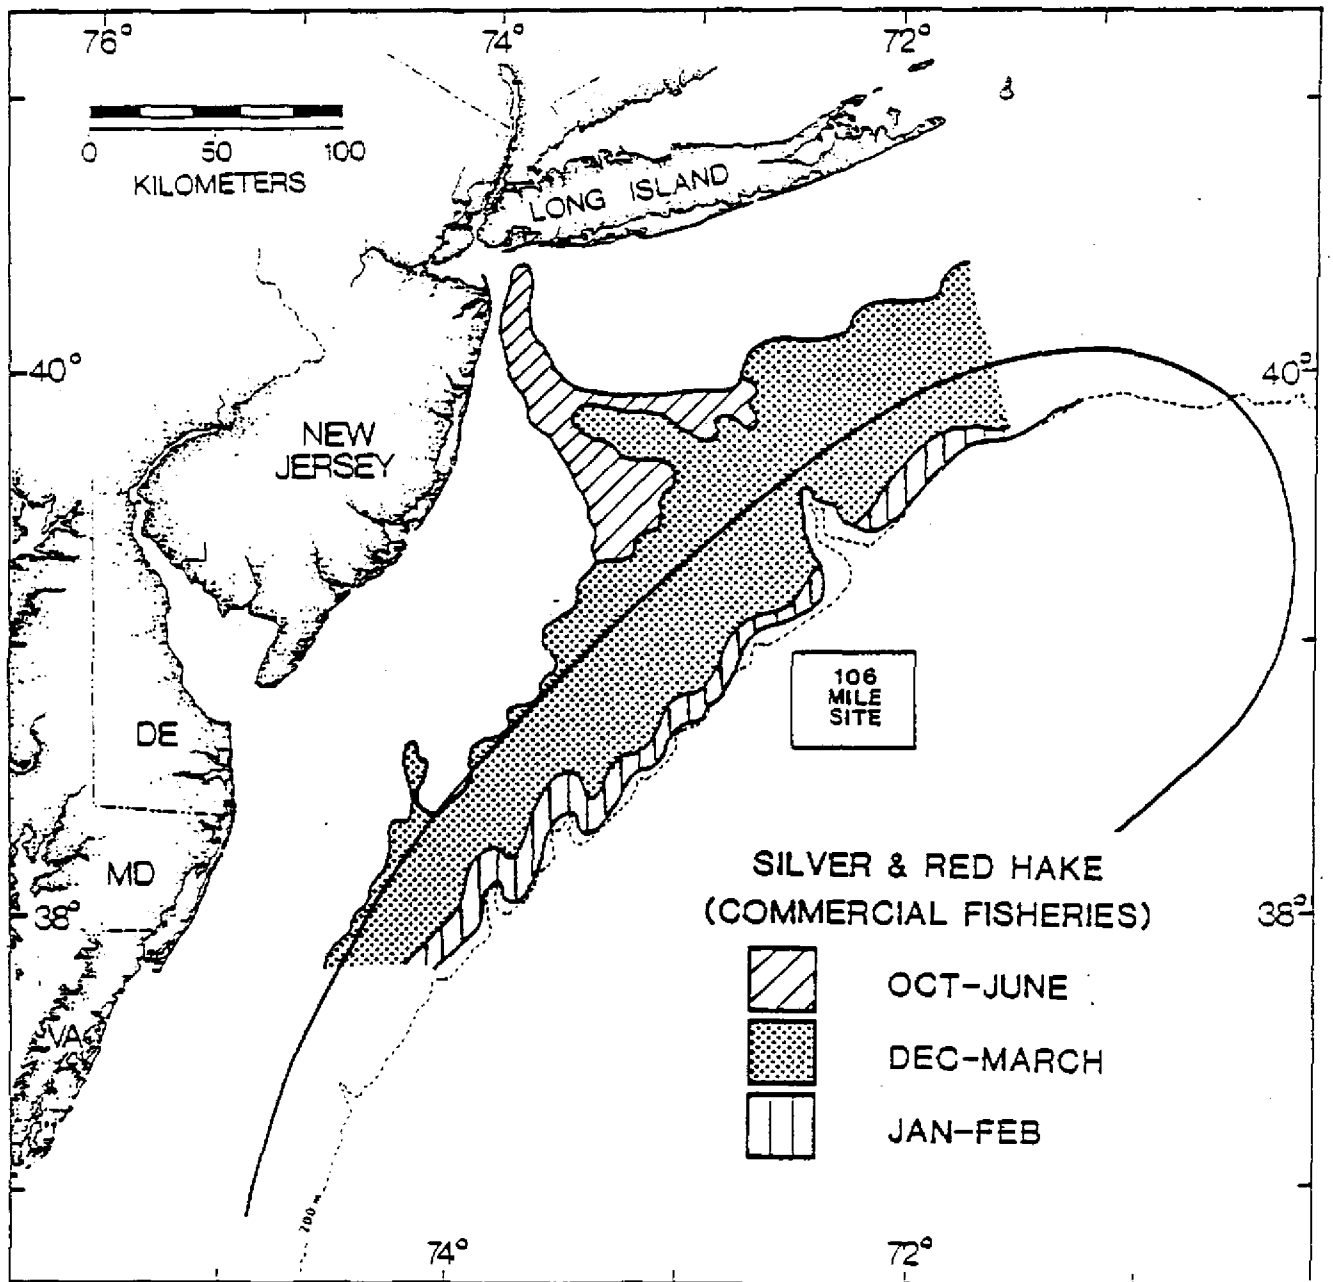 76°
74°
72°
0 50 100
KILOMETERS
LONG ISLAND
40°
40°
NEW
JERSEY
106
MILE
SITE
DE
MD
SILVER & RED HAKE
(COMMERCIAL FISHERIES)
38°
38°
OCT-JUNE
VA
DEC-MARCH
JAN-FEB
200 m
74°
72°